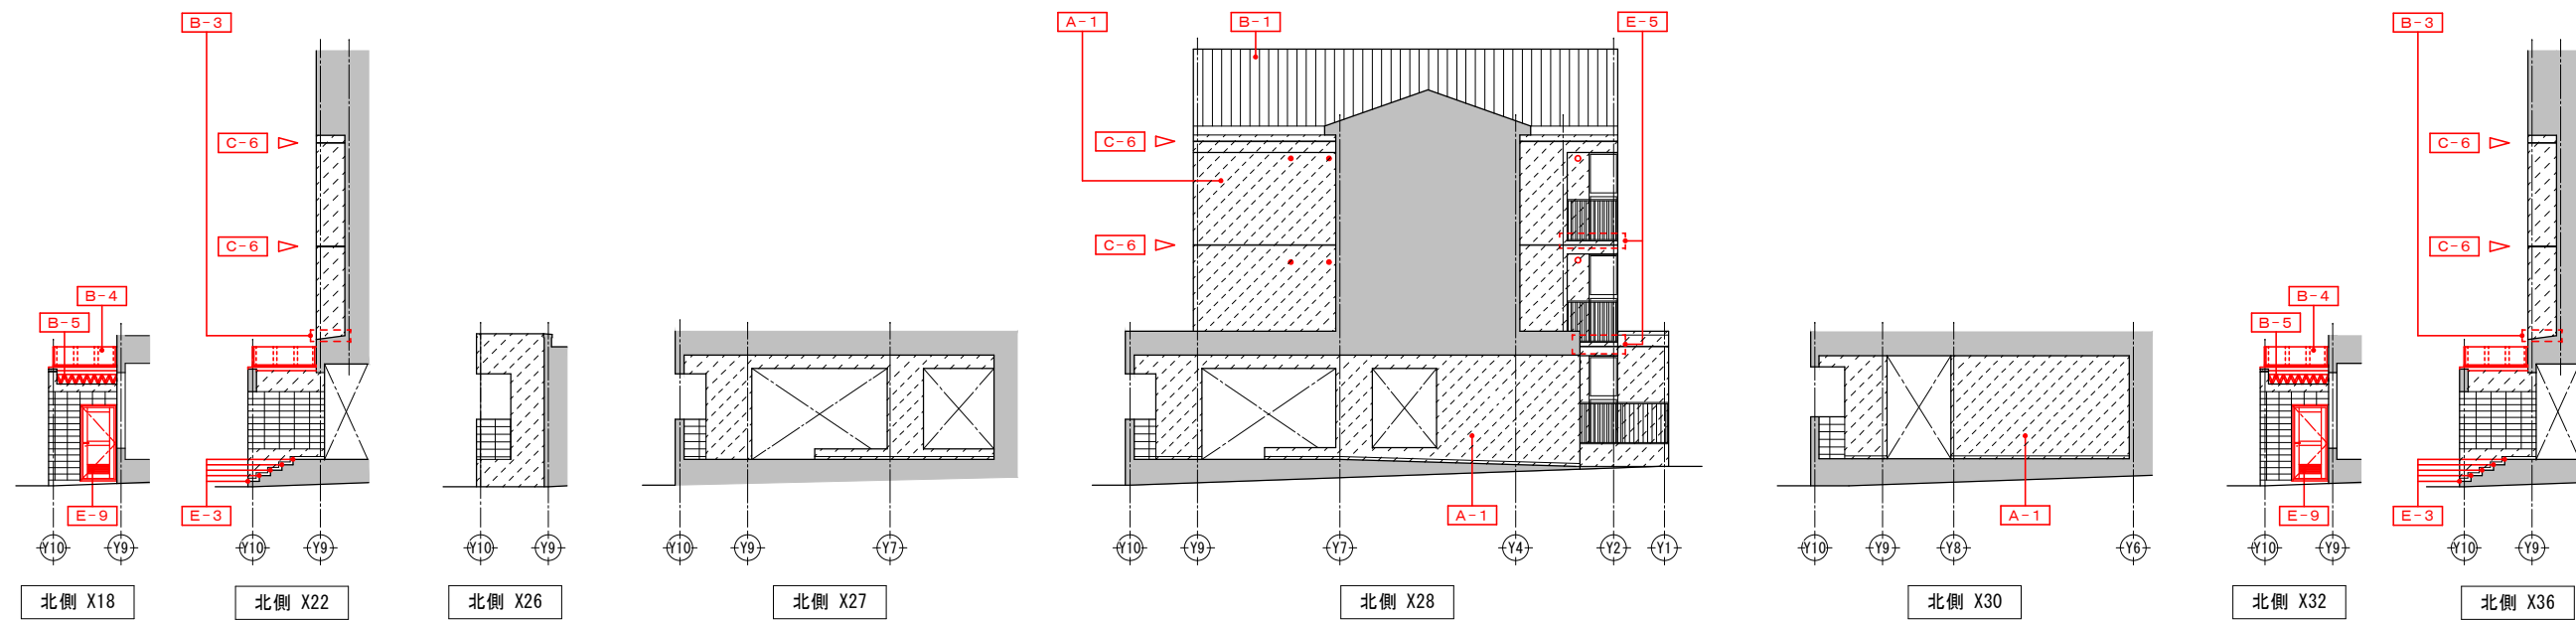 B-3
A-1
B-1
E-5
B-3
C-6
C-6
C-6
C-6
C-6
C-6
B-4
B-5
B-4
B-5
E-9
E-3
A-1
A-1
E-9
E-3
Y10 Y9
Y10 Y9
Y10 Y9
Y10 Y9 Y7
Y10 Y9 Y7 Y4 Y2 Y1
Y10 Y9 Y8 Y6
Y10 Y9
Y10 Y9
北側 X18
北側 X22
北側 X26
北側 X27
北側 X28
北側 X30
北側 X32
北側 X36